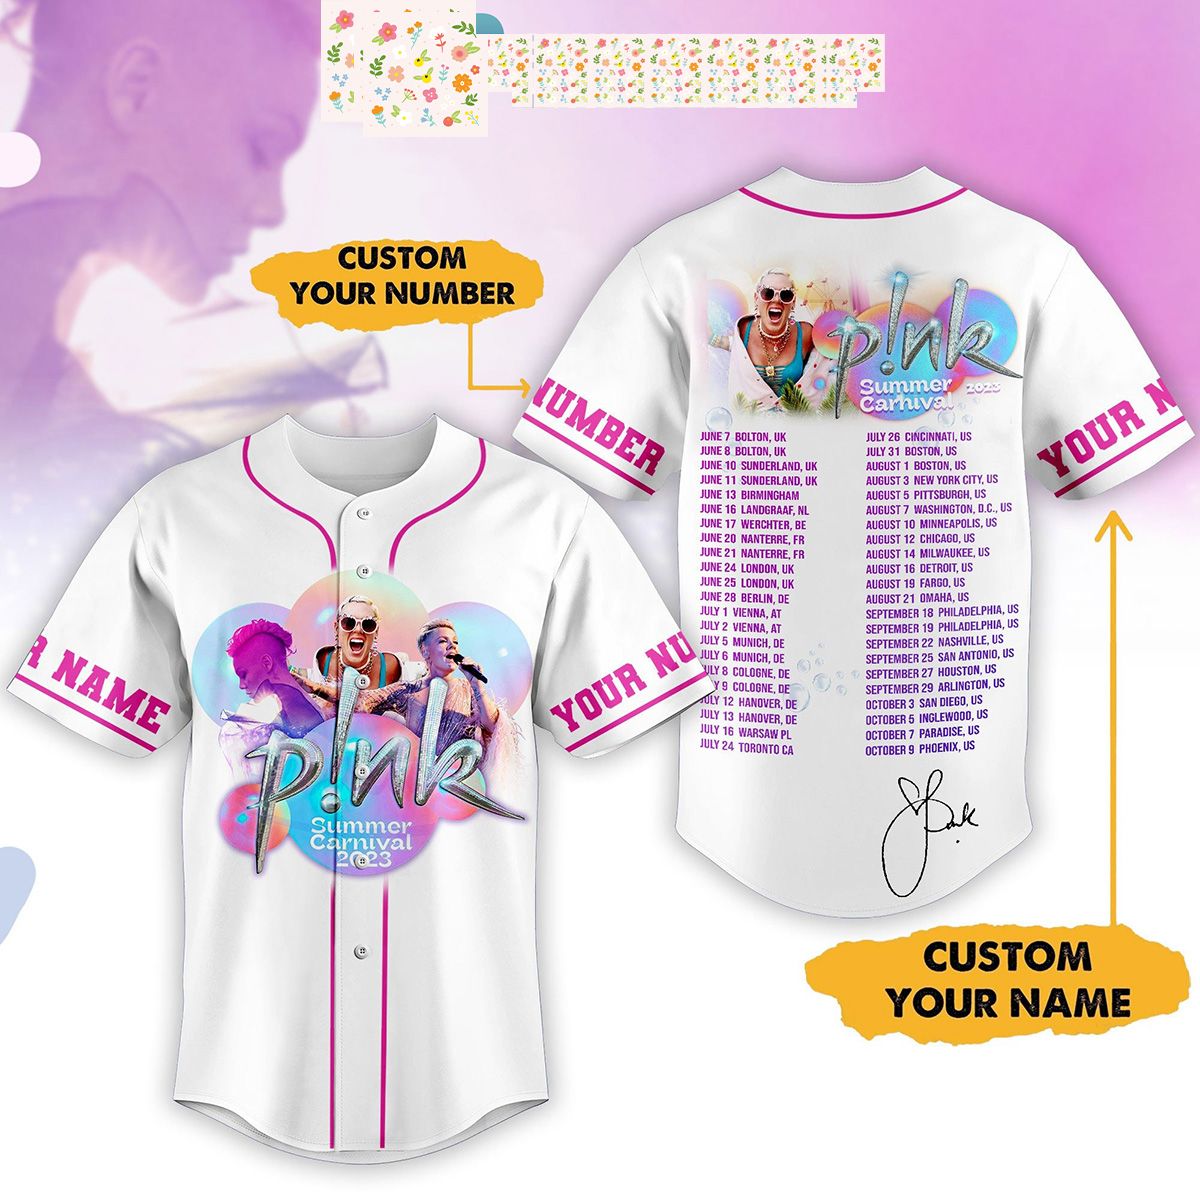 CUSTOM
YOUR NUMBER
NUMBER
YOUR N
p!nk
Summer
Carnival
2023
JUNE 7 BOLTON, UK
JUNE 8 BOLTON, UK
JUNE 10 SUNDERLAND, UK
JUNE 11 SUNDERLAND, UK
JUNE 13 BIRMINGHAM
JUNE 16 LANDGRAAF, NL
JUNE 17 WERCHTER, BE
JUNE 20 NANTERRE, FR
JUNE 21 NANTERRE, FR
JUNE 24 LONDON, UK
JUNE 25 LONDON, UK
JUNE 28 BERLIN, DE
JULY 1 VIENNA, AT
JULY 2 VIENNA, AT
JULY 5 MUNICH, DE
JULY 6 MUNICH, DE
JULY 8 COLOGNE, DE
LY 9 COLOGNE, DE
JULY 12 HANOVER, DE
JULY 13 HANOVER, DE
JULY 16 WARSAW PL
JULY 24 TORONTO CA
JULY 26 CINCINNATI, US
JULY 31 BOSTON, US
AUGUST 1 BOSTON, US
AUGUST 3 NEW YORK CITY, US
AUGUST 5 PITTSBURGH, US
AUGUST 7 WASHINGTON, D.C., US
AUGUST 10 MINNEAPOLIS, US
AUGUST 12 CHICAGO, US
AUGUST 14 MILWAUKEE, US
AUGUST 16 DETROIT, US
AUGUST 19 FARGO, US
AUGUST 21 OMAHA, US
SEPTEMBER 18 PHILADELPHIA, US
SEPTEMBER 19 PHILADELPHIA, US
SEPTEMBER 22 NASHVILLE, US
SEPTEMBER 25 SAN ANTONIO, US
SEPTEMBER 27 HOUSTON, US
SEPTEMBER 29 ARLINGTON, US
OCTOBER 3 SAN DIEGO, US
OCTOBER 5 INGLEWOOD, US
OCTOBER 7 PARADISE, US
OCTOBER 9 PHOENIX, US
R NAME
YOUR NU
p!nk
Summer
Carnival
2023
CUSTOM
YOUR NAME